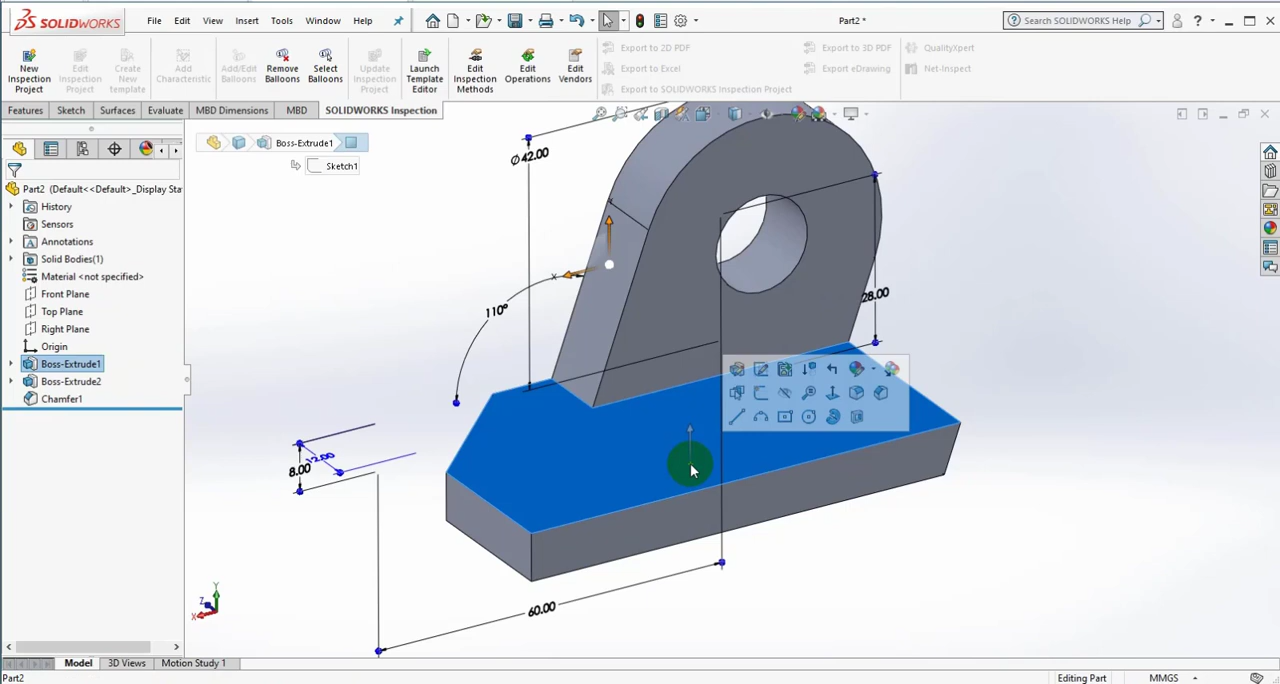 SOLIDWORKS File Edit View Insert Tools Window Help Part2 * Search SOLIDWORKS Help
New Inspection Project
Edit Inspection Project
Create New template
Add Characteristic
Add/Edit Balloons
Remove Balloons
Select Balloons
Update Inspection Project
Launch Template Editor
Edit Inspection Methods
Edit Operations
Edit Vendors
Export to 2D PDF
Export to Excel
Export to SOLIDWORKS Inspection Project
Export to 3D PDF
Export eDrawing
QualityXpert
Net-Inspect
Features Sketch Surfaces Evaluate MBD Dimensions MBD SOLIDWORKS Inspection
Boss-Extrude1
Sketch1
Part2 (Default<<Default>_Display Sta
History
Sensors
Annotations
Solid Bodies(1)
Material <not specified>
Front Plane
Top Plane
Right Plane
Origin
Boss-Extrude1
Boss-Extrude2
Chamfer1
Ø42.00
X
110°
28.00
8.00
12.00
60.00
Y
Z
X
Model 3D Views Motion Study 1
Part2 Editing Part MMGS